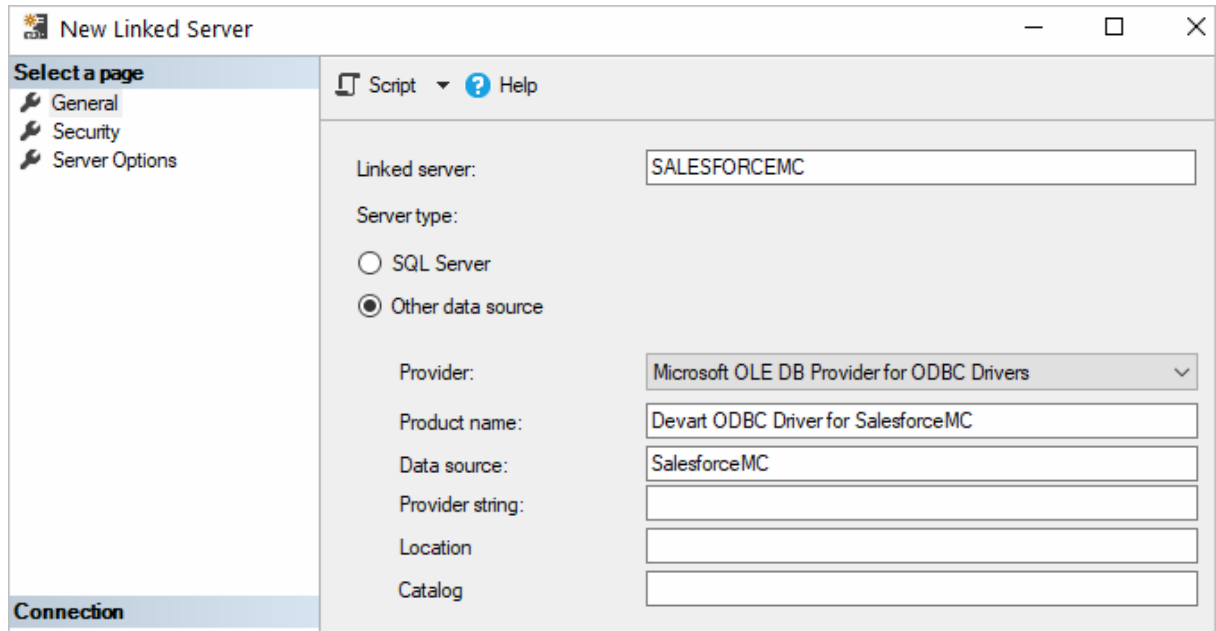 New Linked Server
Select a page
General
Security
Server Options
Script
Help
Linked server: SALESFORCEMC
Server type:
SQL Server
Other data source
Provider: Microsoft OLE DB Provider for ODBC Drivers
Product name: Devart ODBC Driver for SalesforceMC
Data source: SalesforceMC
Provider string:
Location
Catalog
Connection